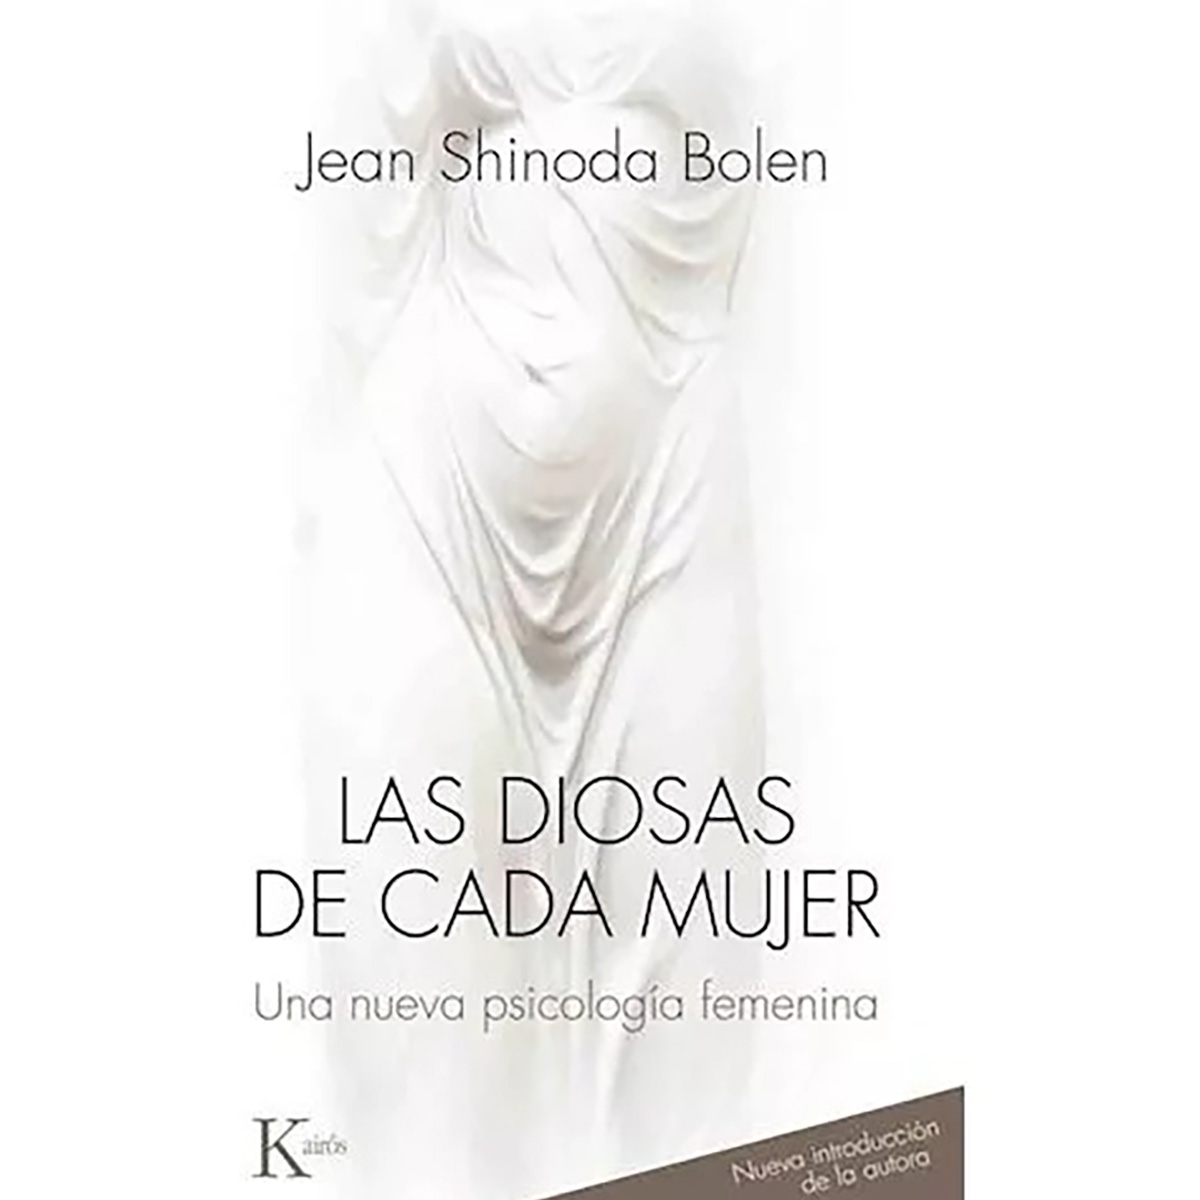 Jean Shinoda Bolen
LAS DIOSAS
DE CADA MUJER
Una nueva psicología femenina
Kairós
Nueva introducción
de la autora